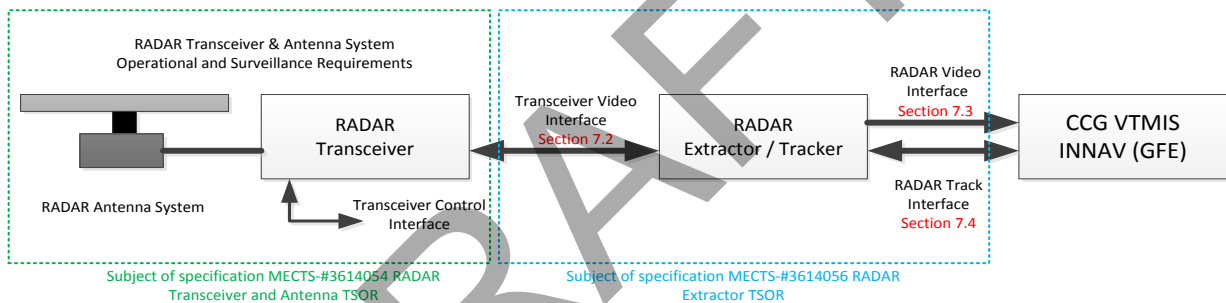 RADAR Transceiver & Antenna System
Operational and Surveillance Requirements
RADAR Antenna System
RADAR
Transceiver
Transceiver Control
Interface
Subject of specification MECTS-#3614054 RADAR
Transceiver and Antenna TSOR
Transceiver Video
Interface
Section 7.2
RADAR
Extractor / Tracker
RADAR Video
Interface
Section 7.3
RADAR Track
Interface
Section 7.4
Subject of specification MECTS-#3614056 RADAR
Extractor TSOR
CCG VTMIS
INNAV (GFE)
DRAFT